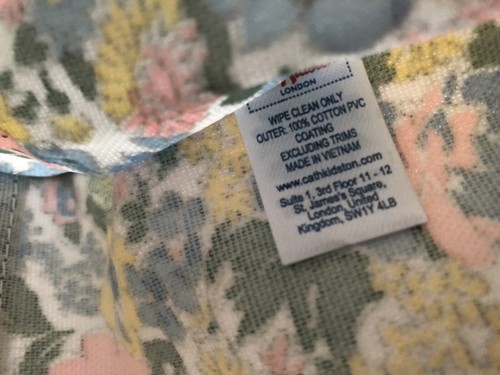 LONDON
WIPE CLEAN ONLY
OUTER: 100% COTTON PVC
COATING
EXCLUDING TRIMS
MADE IN VIETNAM
www.cathkidston.com
Suite 1, 3rd Floor 11 - 12
St. James's Square,
London, United
Kingdom, SW1Y 4LB